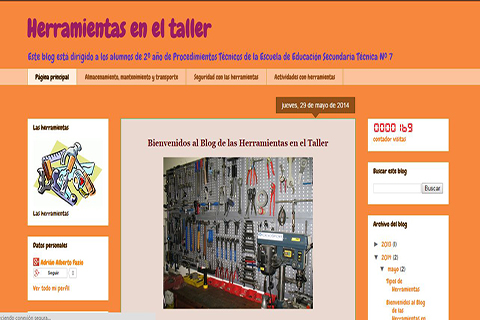 Herramientas en el taller
Este blog está dirigido a los alumnos de 2º año de Procedimientos Técnicos de la Escuela de Educación Secundaria Técnica Nº 7
Página principal
Almacenamiento, mantenimiento y transporte
Seguridad con las herramientas
Actividades con herramientas
jueves, 29 de mayo de 2014
Las herramientas
Las herramientas
Datos personales
Adrián Alberto Pazie
Seguir
Ver todo mi perfil
Bienvenidos al Blog de las Herramientas en el Taller
0000169
contador visitas
Buscar este blog
Buscar
Archivo del blog
► 2013 (1)
▼ 2014 (2)
▼ mayo (2)
Tipos de
Herramientas
Bienvenidos al Blog
de las
Herramientas en
ciendo conexión segura...